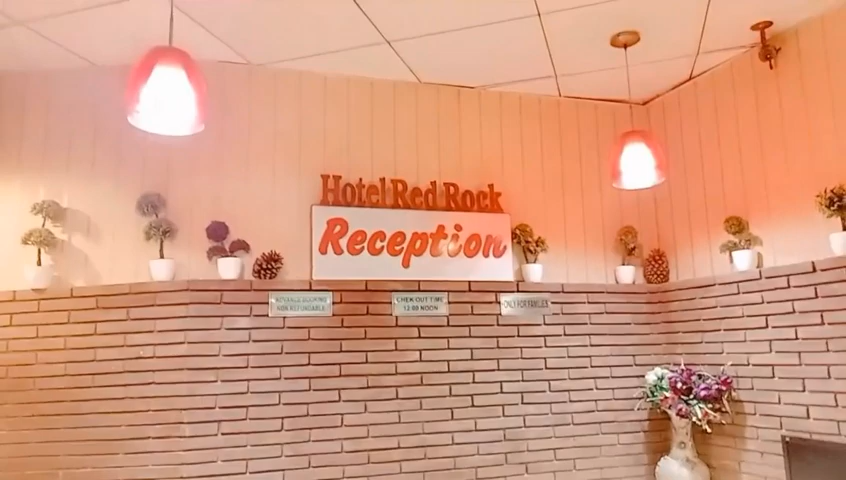 Hotel Red Rock
Reception
ADVANCE BOOKING
NON REFUNDABLE
CHEK OUT TIME
12:00 NOON
ONLY FOR FAMILIES